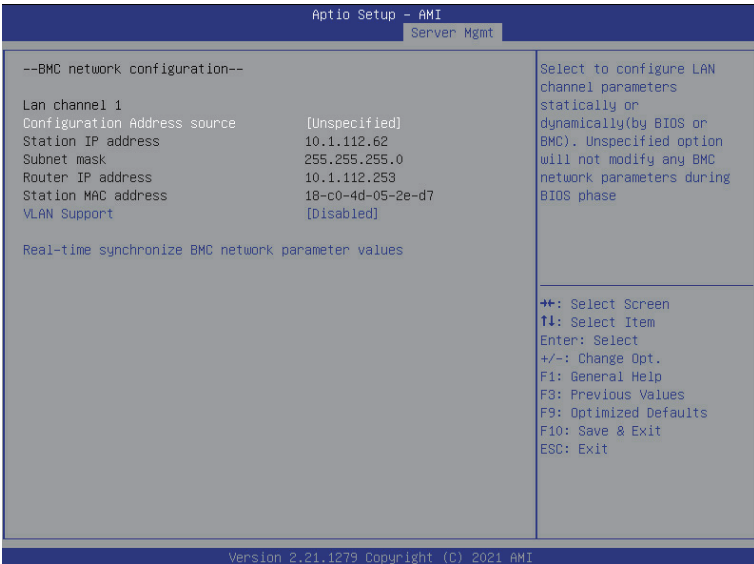 Aptio Setup – AMI
Server Mgmt
--BMC network configuration--
Lan channel 1
Configuration Address source [Unspecified]
Station IP address 10.1.112.62
Subnet mask 255.255.255.0
Router IP address 10.1.112.253
Station MAC address 18-c0-4d-05-2e-d7
VLAN Support [Disabled]
Real-time synchronize BMC network parameter values
Select to configure LAN
channel parameters
statically or
dynamically(by BIOS or
BMC). Unspecified option
will not modify any BMC
network parameters during
BIOS phase
→←: Select Screen
↑↓: Select Item
Enter: Select
+/-: Change Opt.
F1: General Help
F3: Previous Values
F9: Optimized Defaults
F10: Save & Exit
ESC: Exit
Version 2.21.1279 Copyright (C) 2021 AMI